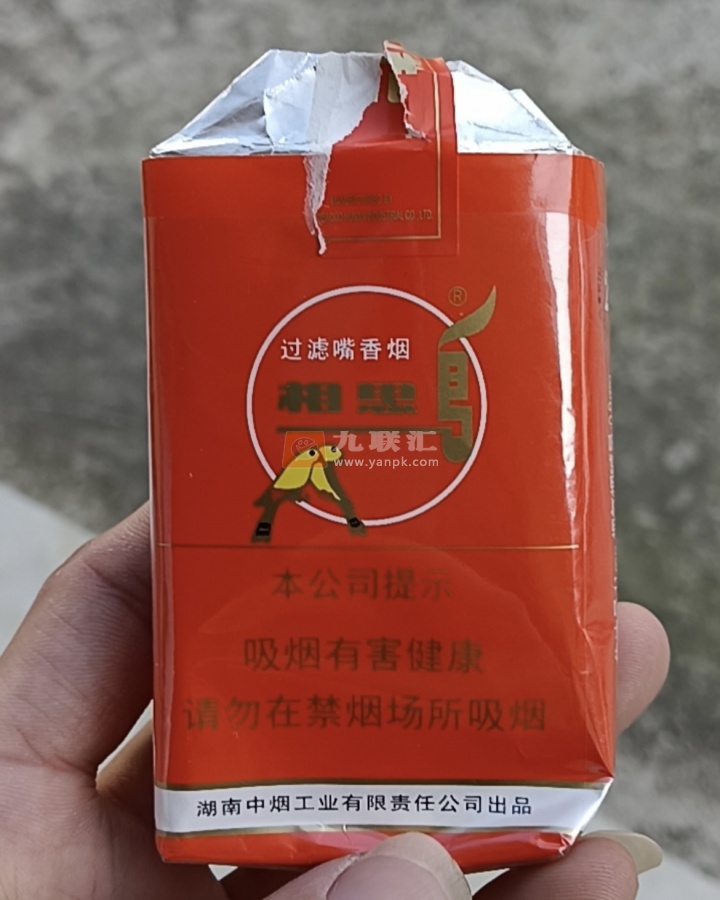 CO., LTD
®
过滤嘴香烟
相思鸟
九联汇
www.yanpk.com
本公司提示
吸烟有害健康
请勿在禁烟场所吸烟
湖南中烟工业有限责任公司出品